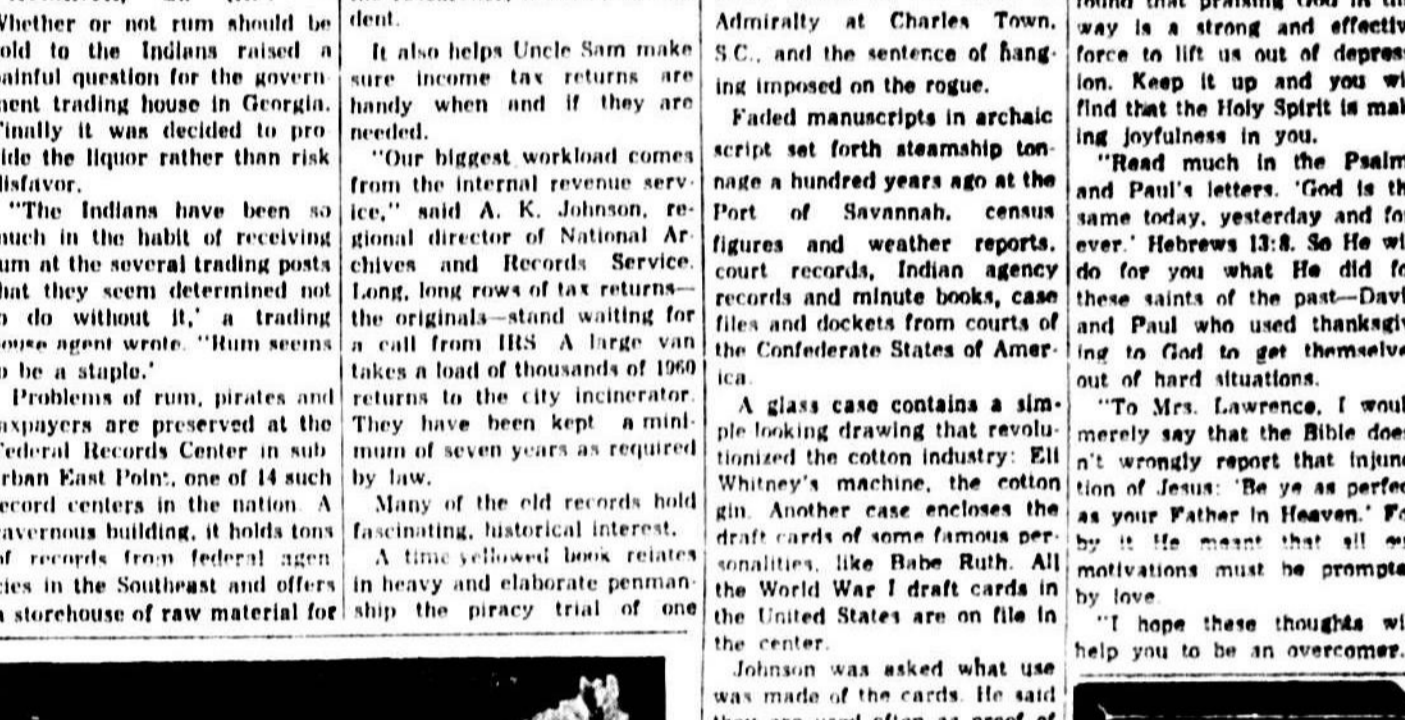 Whether or not rum should be
old to the Indians raised a
ainful question for the govern
nent trading house in Georgia.
Finally it was decided to pro
ide the liquor rather than risk
disfavor.
"The Indians have been so
much in the habit of receiving
um at the several trading posts
hat they seem determined not
o do without it,' a trading
ouse agent wrote. "Rum seems
o be a staple.'
Problems of rum, pirates and
axpayers are preserved at the
Federal Records Center in sub
rban East Point, one of 14 such
ecord centers in the nation. A
avernous building, it holds tons
of records from federal agen
cies in the Southeast and offers
a storehouse of raw material for
dent.
It also helps Uncle Sam make
sure income tax returns are
handy when and if they are
needed.
"Our biggest workload comes
from the internal revenue serv-
ice," said A. K. Johnson, re-
gional director of National Ar-
chives and Records Service.
Long, long rows of tax returns—
the originals—stand waiting for
a call from IRS A large van
takes a load of thousands of 1960
returns to the city incinerator.
They have been kept a mini-
mum of seven years as required
by law.
Many of the old records hold
fascinating, historical interest.
A time yellowed book relates
in heavy and elaborate penman-
ship the piracy trial of one
Admiralty at Charles Town,
S.C., and the sentence of hang-
ing imposed on the rogue.
Faded manuscripts in archaic
script set forth steamship ton-
nage a hundred years ago at the
Port of Savannah, census
figures and weather reports,
court records, Indian agency
records and minute books, case
files and dockets from courts of
the Confederate States of Amer-
ica.
A glass case contains a sim-
ple looking drawing that revolu-
tionized the cotton industry: Eli
Whitney's machine, the cotton
gin. Another case encloses the
draft cards of some famous per-
sonalities, like Babe Ruth. All
the World War I draft cards in
the United States are on file in
the center.
Johnson was asked what use
was made of the cards. He said
they are used often as proof of
found that praising God in
way is a strong and effectiv
force to lift us out of depres
ion. Keep it up and you wi
find that the Holy Spirit is mak
ing joyfulness in you.
"Read much in the Psalm
and Paul's letters. 'God is th
same today, yesterday and fo
ever.' Hebrews 13:8. So He wi
do for you what He did fo
these saints of the past—Davi
and Paul who used thanksgiv
ing to God to get themselve
out of hard situations.
"To Mrs. Lawrence, I woul
merely say that the Bible does
n't wrongly report that injunc
tion of Jesus: 'Be ye as perfec
as your Father in Heaven.' Fo
by it He meant that all ou
motivations must be prompte
by love.
"I hope these thoughts wi
help you to be an overcomer.